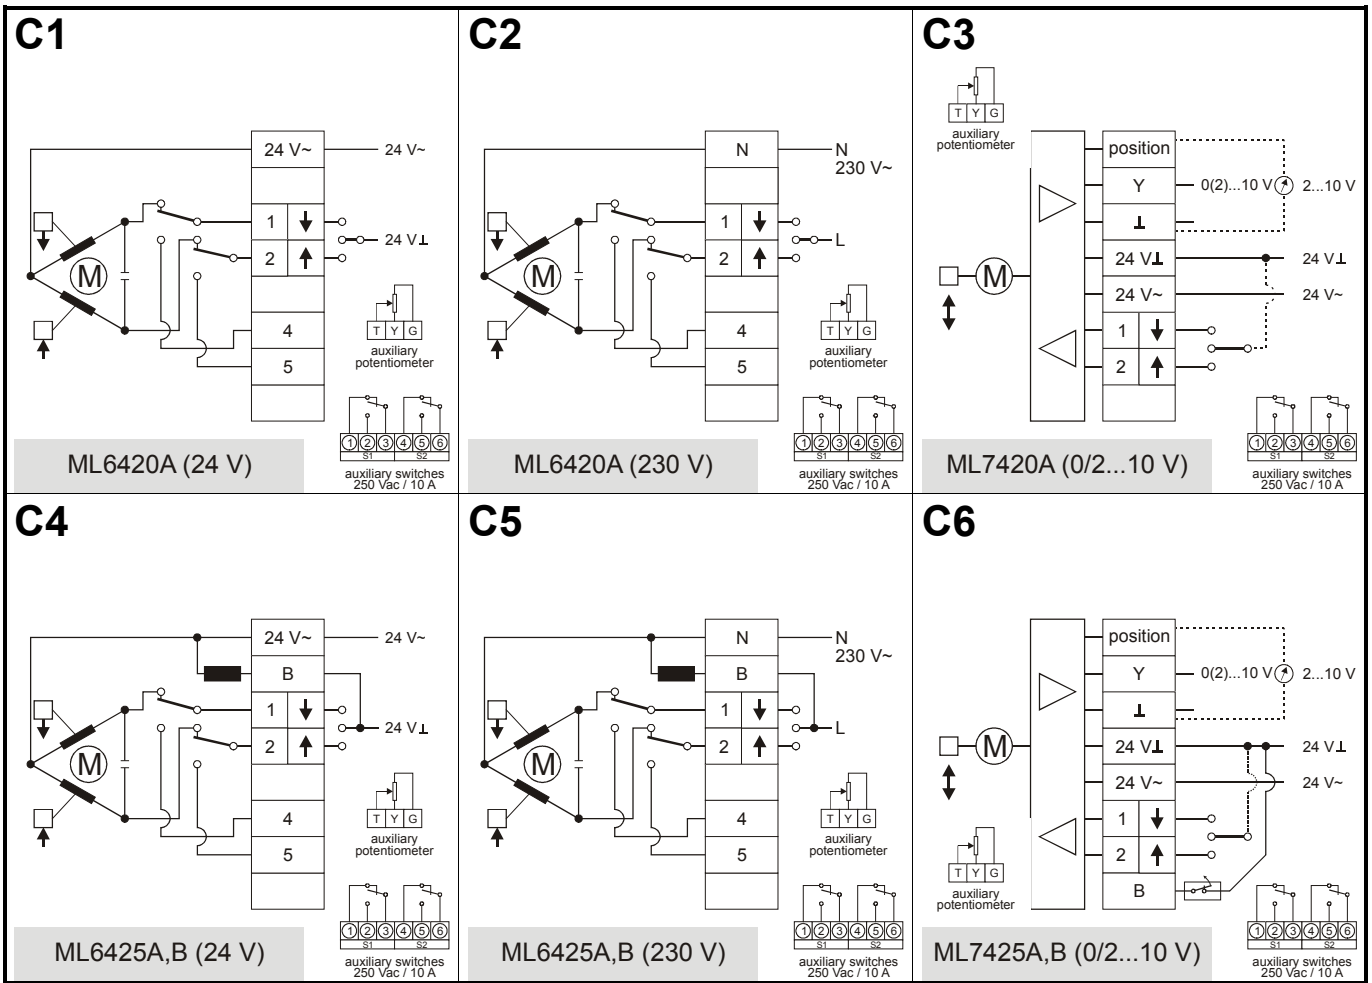 C1
24 V~
24 V~
1
2
24 V⊥
M
T Y G
auxiliary
potentiometer
4
5
1 2 3 4 5 6
S1 S2
auxiliary switches
250 Vac / 10 A
ML6420A (24 V)
C2
N
N
230 V~
1
2
L
M
T Y G
auxiliary
potentiometer
4
5
1 2 3 4 5 6
S1 S2
auxiliary switches
250 Vac / 10 A
ML6420A (230 V)
C3
T Y G
auxiliary
potentiometer
position
Y
0(2)...10 V
2...10 V
⊥
24 V⊥
24 V⊥
M
24 V~
24 V~
1
2
1 2 3 4 5 6
S1 S2
auxiliary switches
250 Vac / 10 A
ML7420A (0/2...10 V)
C4
24 V~
24 V~
B
1
2
24 V⊥
M
T Y G
auxiliary
potentiometer
4
5
1 2 3 4 5 6
S1 S2
auxiliary switches
250 Vac / 10 A
ML6425A,B (24 V)
C5
N
N
230 V~
B
1
2
L
M
T Y G
auxiliary
potentiometer
4
5
1 2 3 4 5 6
S1 S2
auxiliary switches
250 Vac / 10 A
ML6425A,B (230 V)
C6
position
Y
0(2)...10 V
2...10 V
⊥
24 V⊥
24 V⊥
M
24 V~
24 V~
1
2
B
T Y G
auxiliary
potentiometer
1 2 3 4 5 6
S1 S2
auxiliary switches
250 Vac / 10 A
ML7425A,B (0/2...10 V)